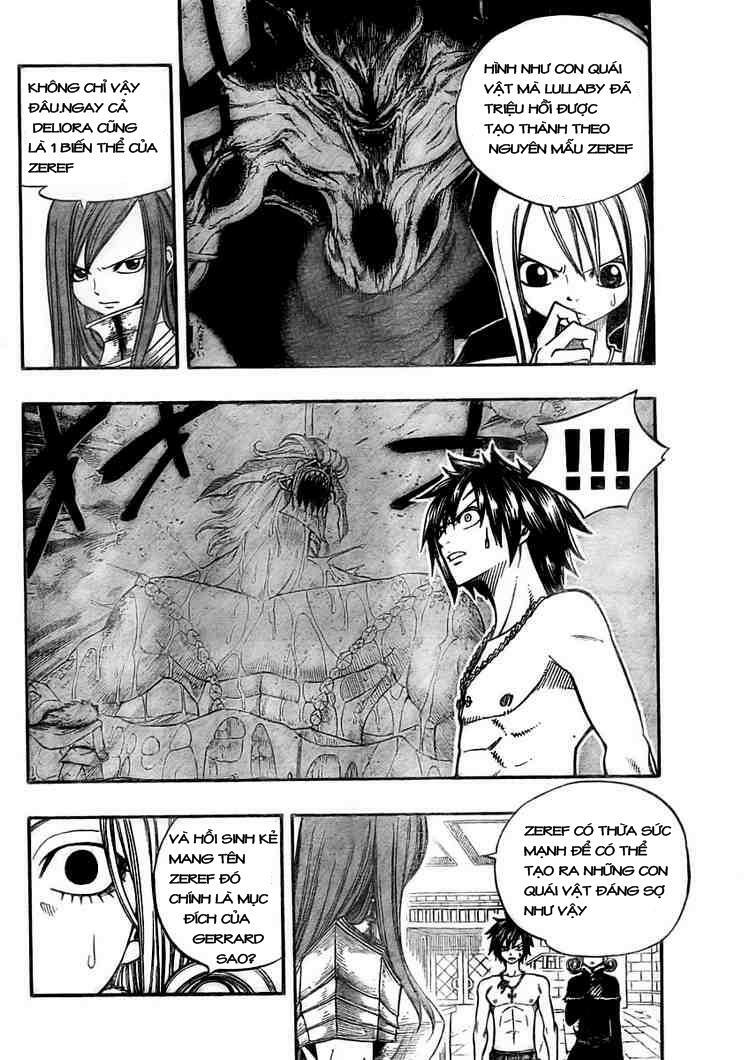 HÌNH NHƯ CON QUÁI
VẬT MÀ LULLABY ĐÃ
TRIỆU HỒI ĐƯỢC
TẠO THÀNH THEO
NGUYÊN MẪU ZEREF
KHÔNG CHỈ VẬY
ĐÂU.NGAY CẢ
DELIORA CŨNG
LÀ 1 BIẾN THỂ CỦA
ZEREF
!!!
ZEREF CÓ THỪA SỨC
MẠNH ĐỂ CÓ THỂ
TẠO RA NHỮNG CON
QUÁI VẬT ĐÁNG SỢ
NHƯ VẬY
VÀ HỒI SINH KẺ
MANG TÊN
ZEREF ĐÓ
CHÍNH LÀ MỤC
ĐÍCH CỦA
GERRARD
SAO?